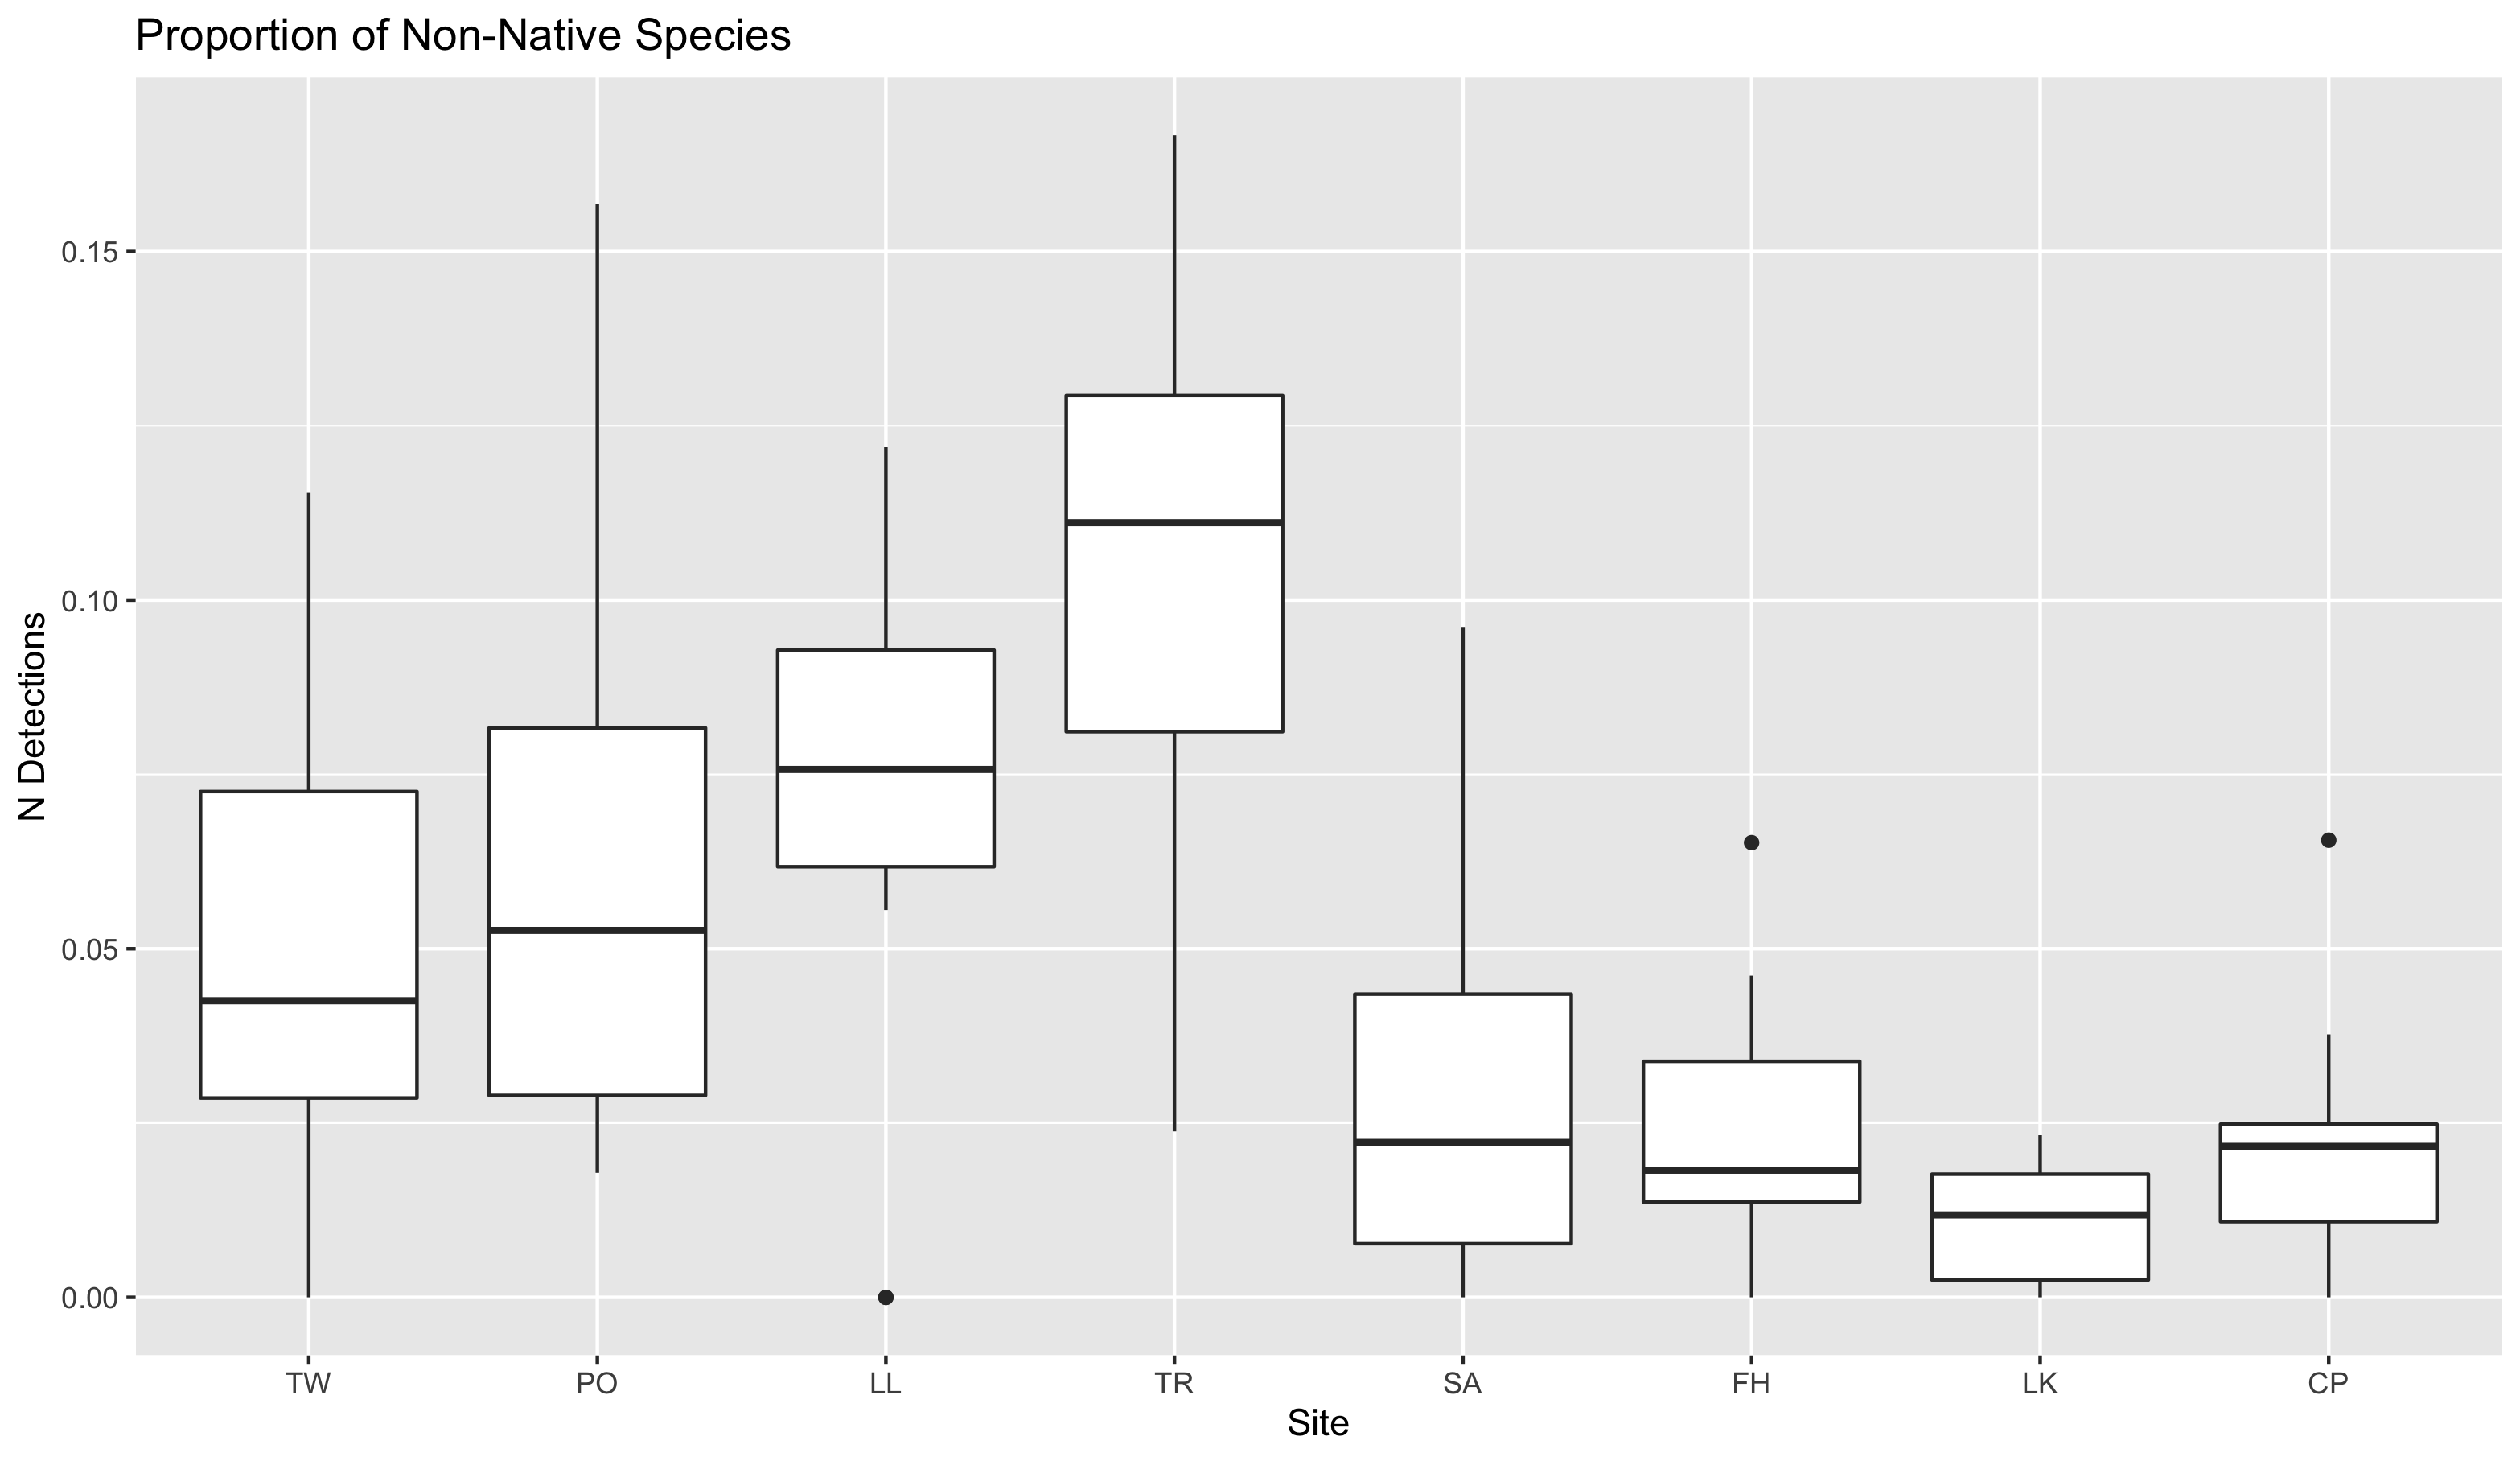 Proportion of Non-Native Species
N Detections
0.15
0.10
0.05
0.00
TW PO LL TR SA FH LK CP
Site